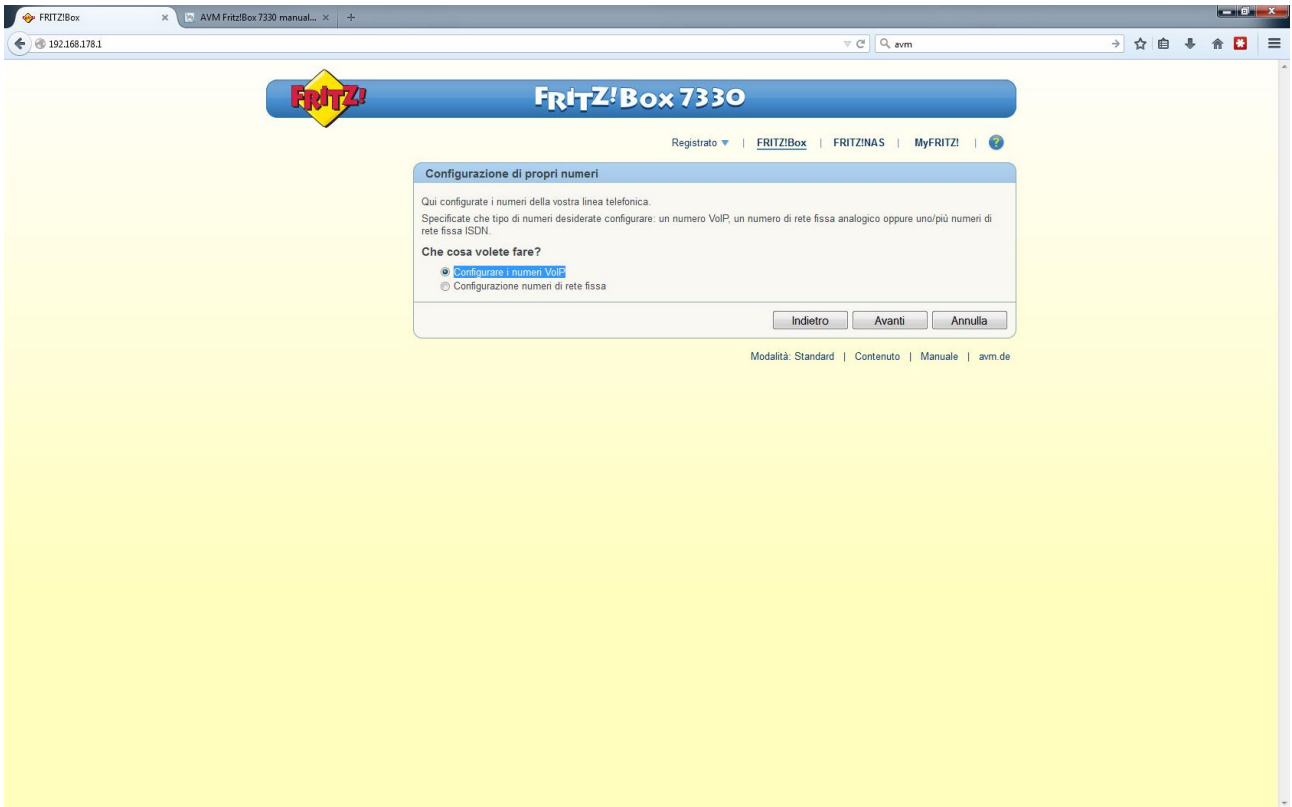 FRITZ!Box
AVM Fritz!Box 7330 manual...
192.168.178.1
avm
FRITZ!
FRITZ!Box 7330
Registrato | FRITZ!Box | FRITZ!NAS | MyFRITZ! | ?
Configurazione di propri numeri
Qui configurate i numeri della vostra linea telefonica.
Specificate che tipo di numeri desiderate configurare: un numero VoIP, un numero di rete fissa analogico oppure uno/più numeri di
rete fissa ISDN.
Che cosa volete fare?
Configurare i numeri VoIP
Configurazione numeri di rete fissa
Indietro Avanti Annulla
Modalità: Standard | Contenuto | Manuale | avm.de